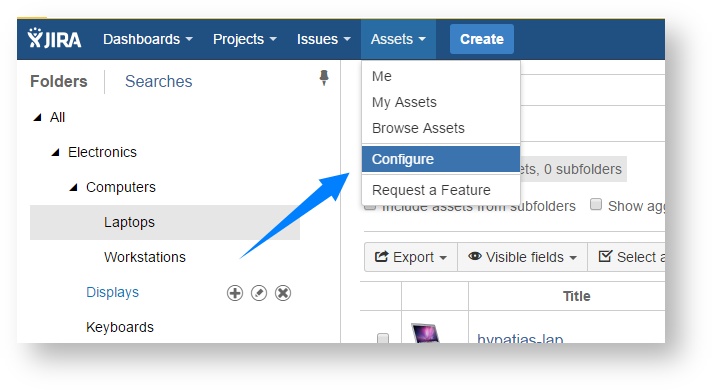 JIRA Dashboards Projects Issues Assets Create
Folders Searches
All
Electronics
Computers
Laptops
Workstations
Displays
Keyboards
Me
My Assets
Browse Assets
Configure
Request a Feature
ets, 0 subfolders
Include assets from subfolders Show agg
Export Visible fields Select a
Title
hypatias-lap